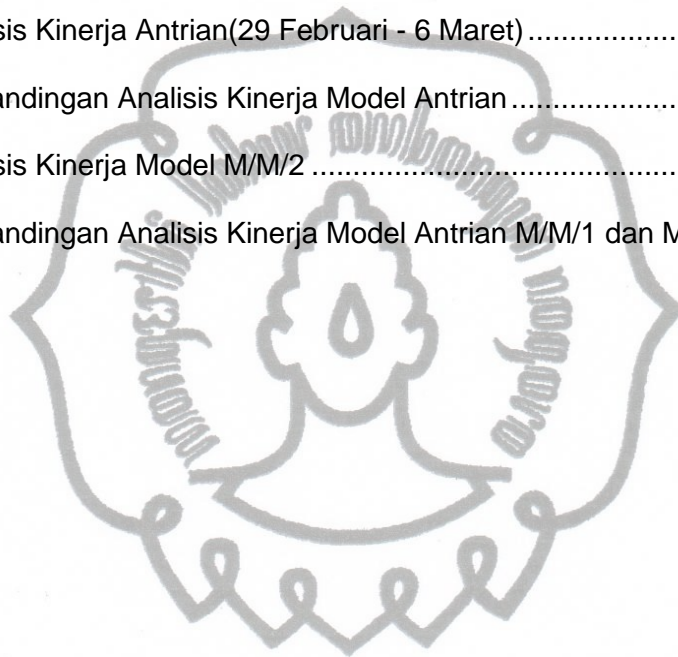 sis Kinerja Antrian(29 Februari - 6 Maret) ......................
andingan Analisis Kinerja Model Antrian ........................
sis Kinerja Model M/M/2 ..................................................
andingan Analisis Kinerja Model Antrian M/M/1 dan M